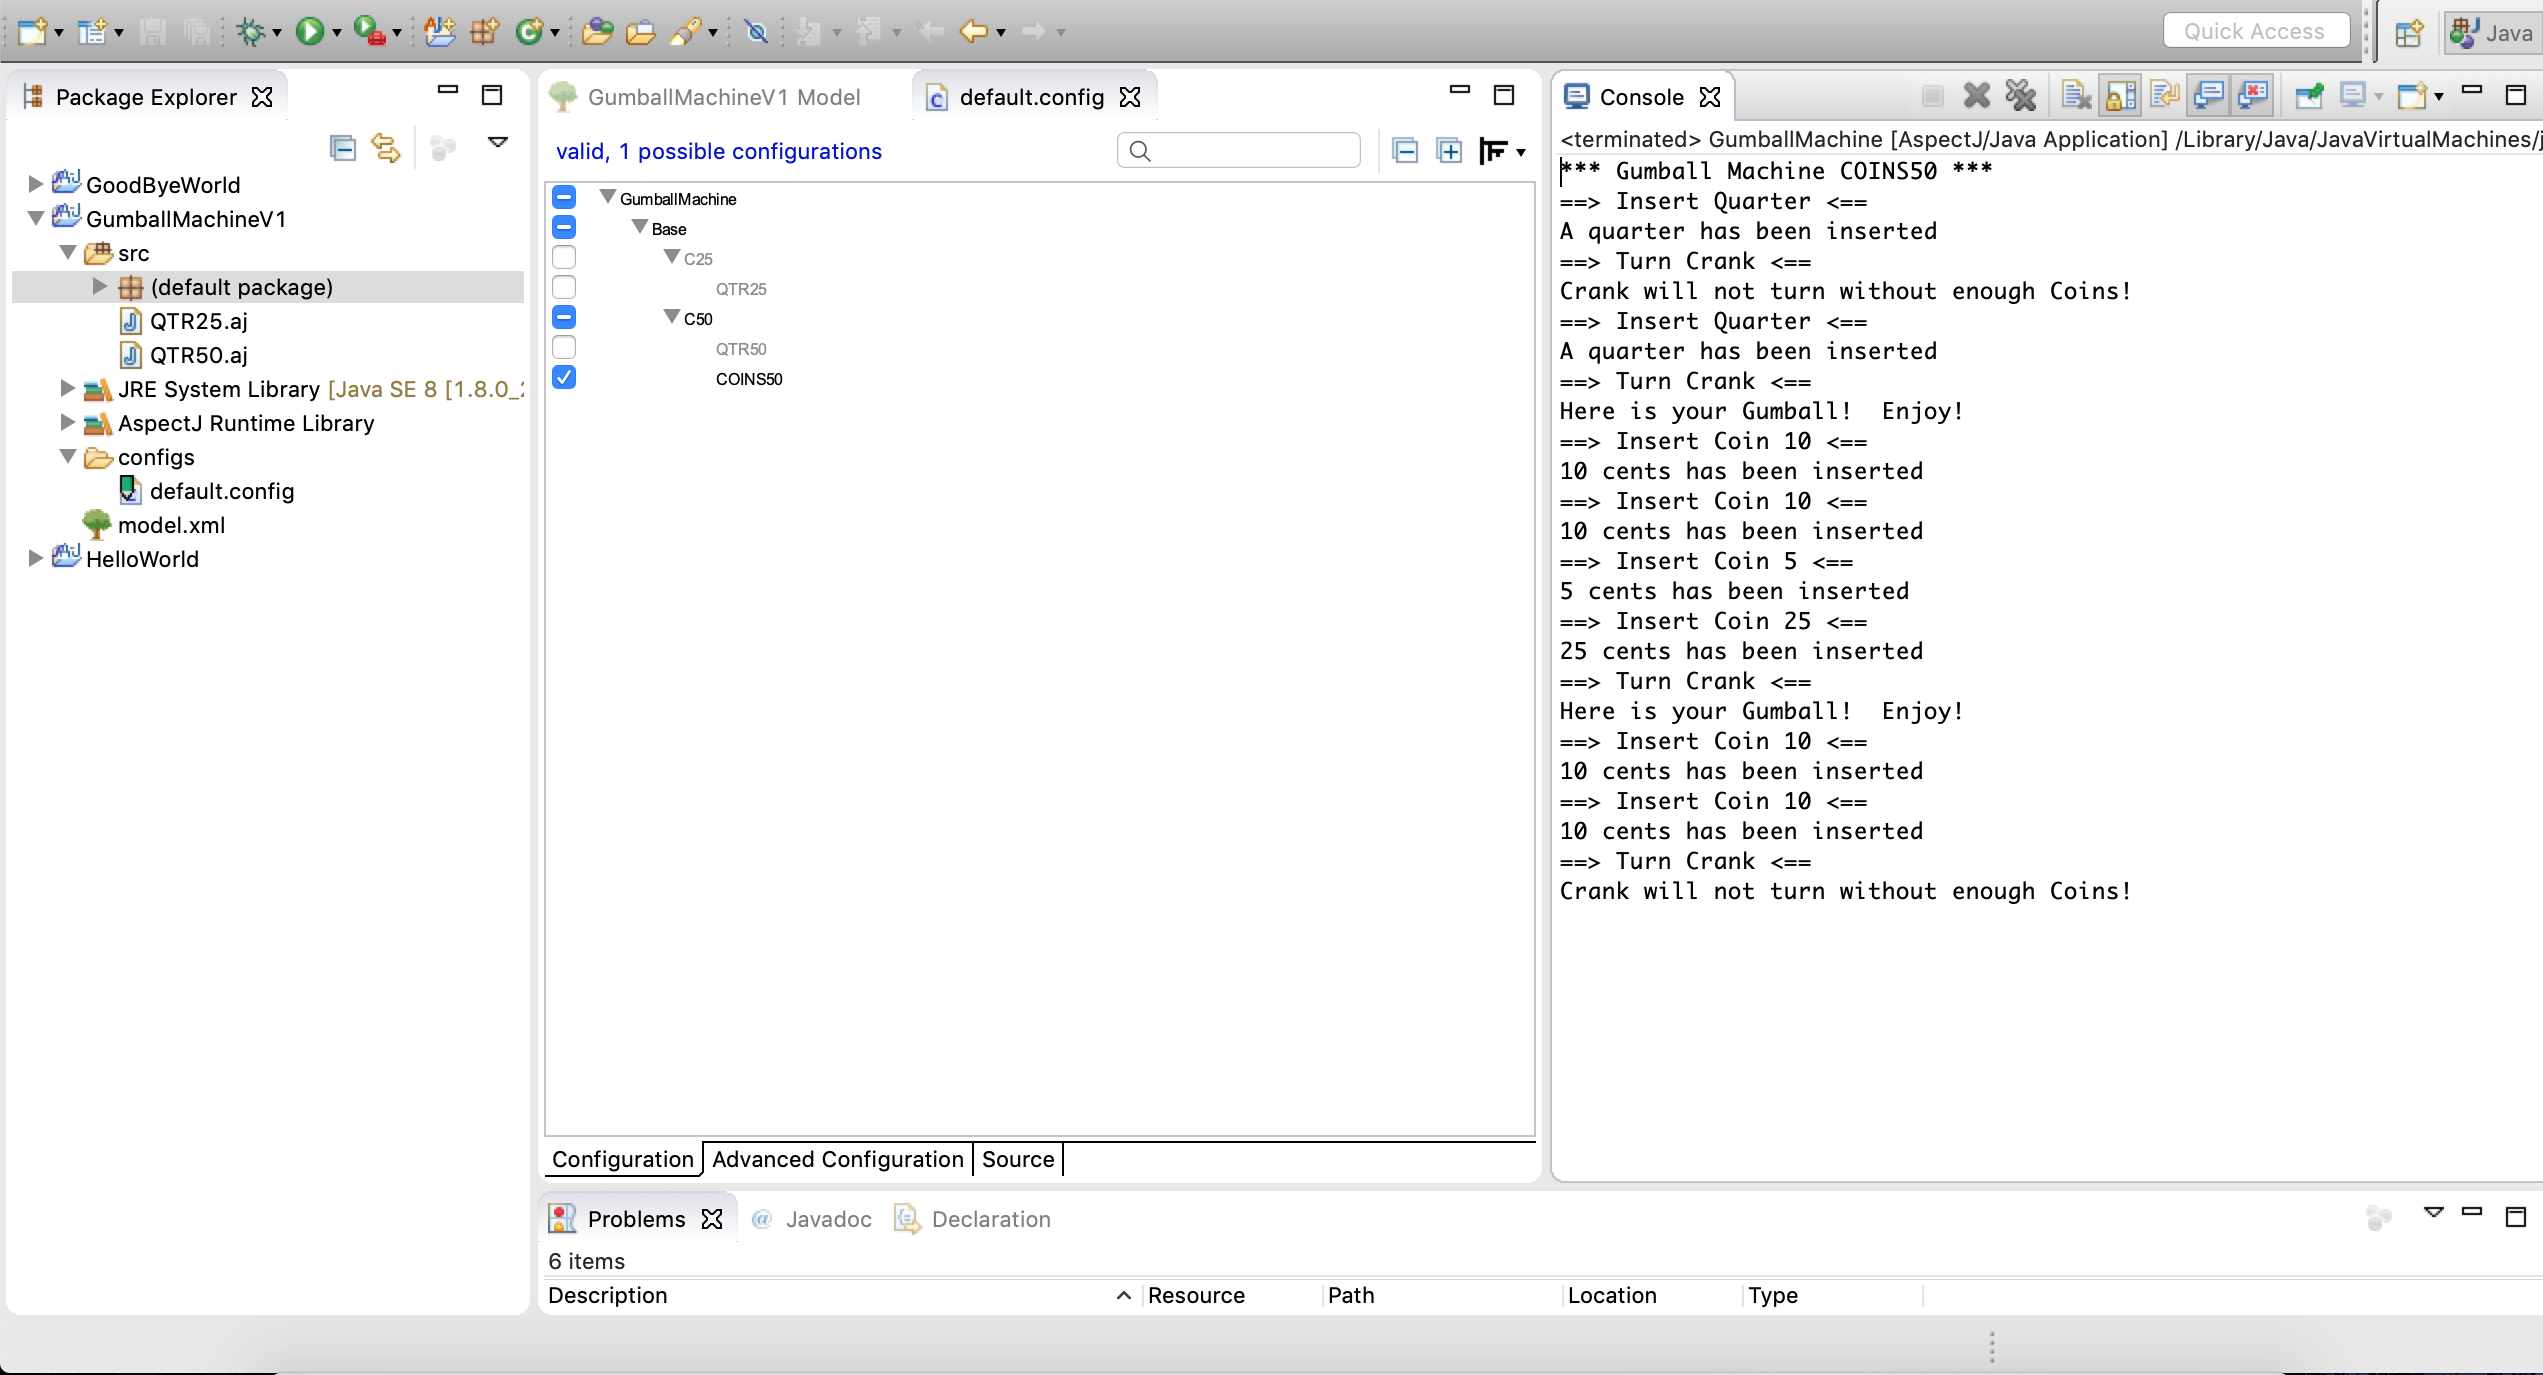 Quick Access
Java
Package Explorer
GoodByeWorld
GumballMachineV1
src
(default package)
QTR25.aj
QTR50.aj
JRE System Library [Java SE 8 [1.8.0_
AspectJ Runtime Library
configs
default.config
model.xml
HelloWorld
GumballMachineV1 Model
default.config
valid, 1 possible configurations
GumballMachine
Base
C25
QTR25
C50
QTR50
COINS50
Configuration
Advanced Configuration
Source
Console
<terminated> GumballMachine [AspectJ/Java Application] /Library/Java/JavaVirtualMachines/j
*** Gumball Machine COINS50 ***
==> Insert Quarter <==
A quarter has been inserted
==> Turn Crank <==
Crank will not turn without enough Coins!
==> Insert Quarter <==
A quarter has been inserted
==> Turn Crank <==
Here is your Gumball!  Enjoy!
==> Insert Coin 10 <==
10 cents has been inserted
==> Insert Coin 10 <==
10 cents has been inserted
==> Insert Coin 5 <==
5 cents has been inserted
==> Insert Coin 25 <==
25 cents has been inserted
==> Turn Crank <==
Here is your Gumball!  Enjoy!
==> Insert Coin 10 <==
10 cents has been inserted
==> Insert Coin 10 <==
10 cents has been inserted
==> Turn Crank <==
Crank will not turn without enough Coins!
Problems
@ Javadoc
Declaration
6 items
Description
Resource
Path
Location
Type